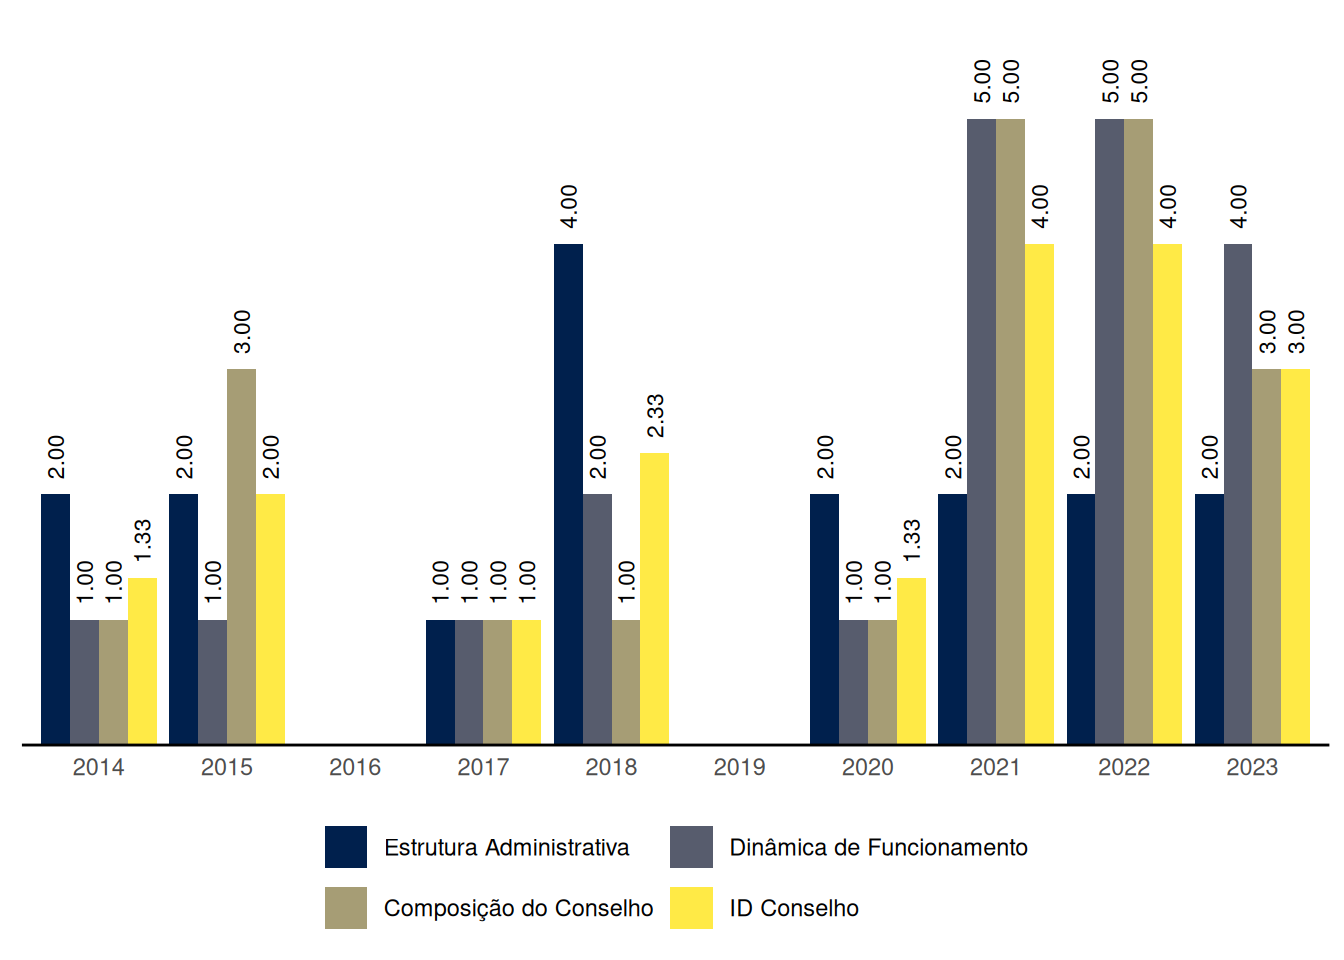 5.00 5.00 5.00 5.00
4.00 4.00 4.00 4.00
3.00 3.00 3.00
2.33
2.00 2.00 2.00 2.00 2.00 2.00 2.00 2.00
1.33 1.33
1.00 1.00 1.00 1.00 1.00 1.00 1.00 1.00 1.00 1.00
2014 2015 2016 2017 2018 2019 2020 2021 2022 2023
Estrutura Administrativa Dinâmica de Funcionamento
Composição do Conselho ID Conselho